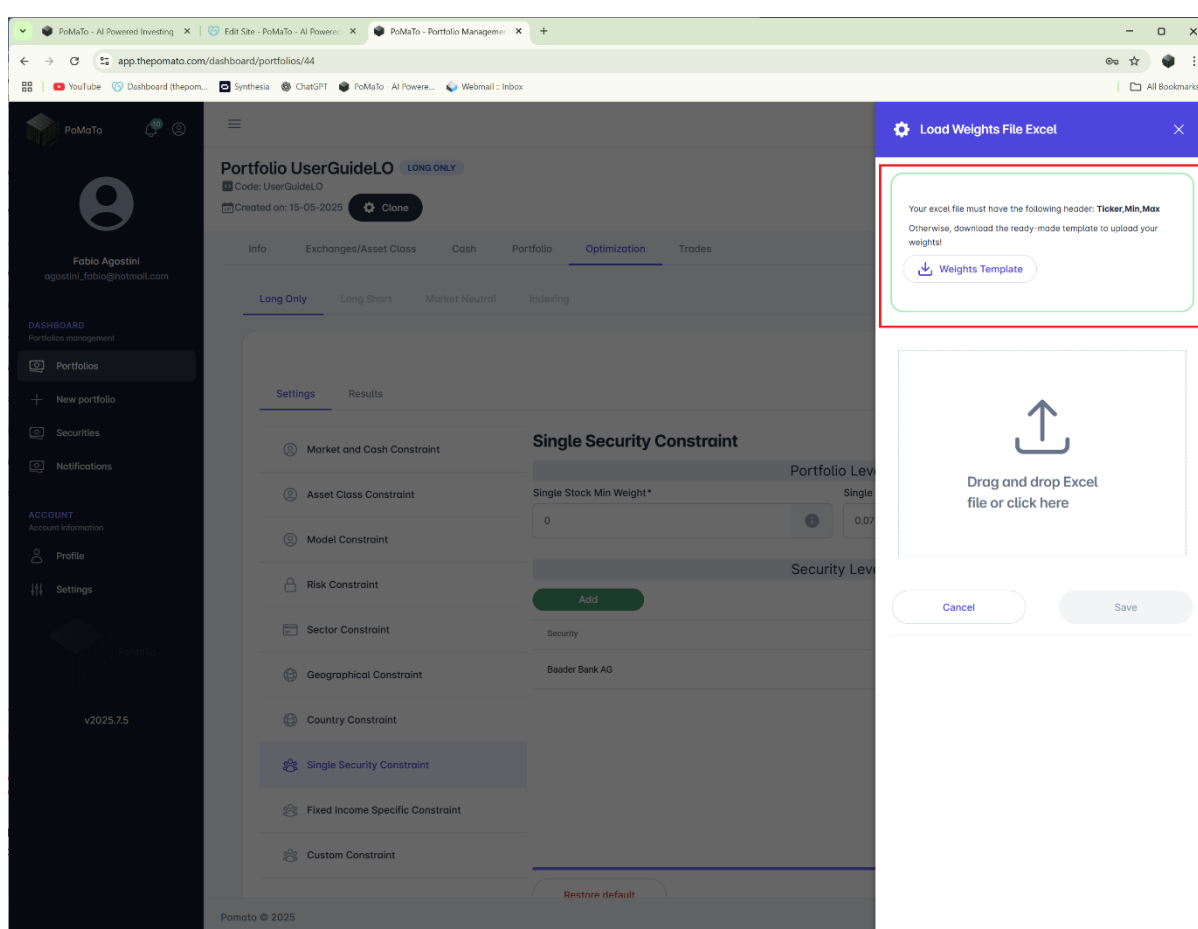 PoMaTo - AI Powered Investing
Edit Site - PoMaTo - AI Powered
PoMaTo - Portfolio Managemen
app.thepomato.com/dashboard/portfolios/44
YouTube
Dashboard (thepom...
Synthesia
ChatGPT
PoMaTo - AI Powere...
Webmail :: Inbox
All Bookmarks
PoMaTo
10
Fabio Agostini
agostini_fabio@hotmail.com
DASHBOARD
Portfolios management
Portfolios
New portfolio
Securities
Notifications
ACCOUNT
Account information
Profile
Settings
PoMaTo
v2025.7.5
Portfolio UserGuideLO LONG ONLY
Code: UserGuideLO
Created on: 15-05-2025 Clone
Info Exchanges/Asset Class Cash Portfolio Optimization Trades
Long Only Long Short Market Neutral Indexing
Settings Results
Market and Cash Constraint
Asset Class Constraint
Model Constraint
Risk Constraint
Sector Constraint
Geographical Constraint
Country Constraint
Single Security Constraint
Fixed Income Specific Constraint
Custom Constraint
Single Security Constraint
Portfolio Leve
Single Stock Min Weight* Single
0 0.07
Security Leve
Add
Security
Baader Bank AG
Restore default
Pomato © 2025
Load Weights File Excel
Your excel file must have the following header: Ticker,Min,Max
Otherwise, download the ready-made template to upload your
weights!
Weights Template
Drag and drop Excel
file or click here
Cancel Save